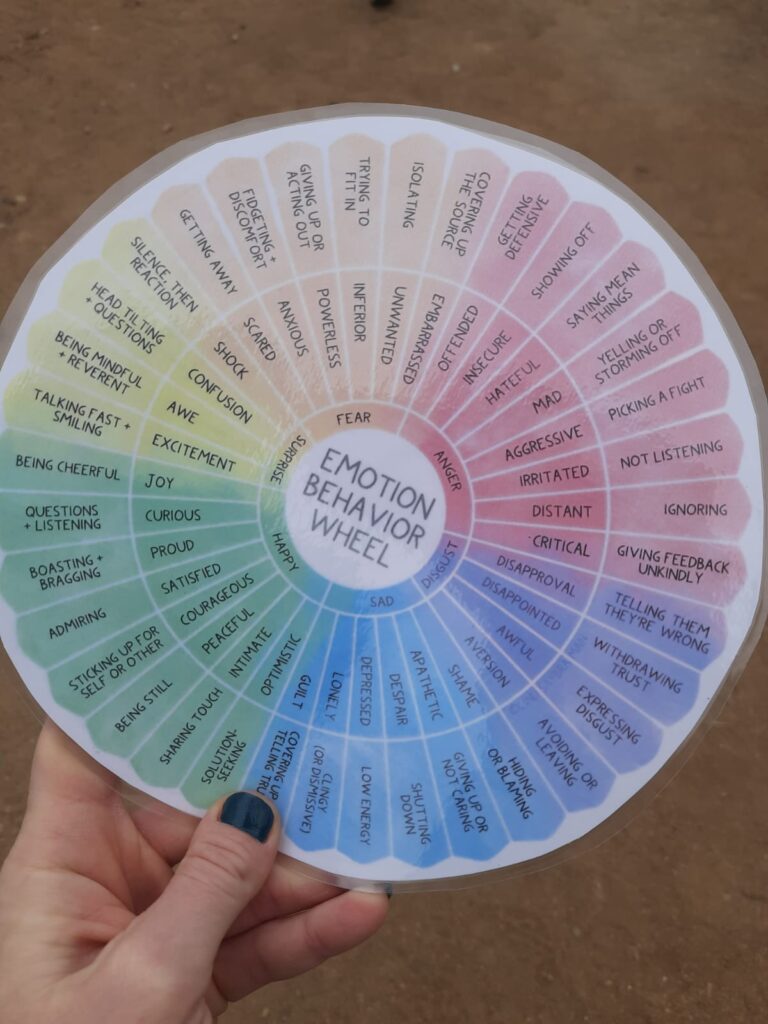 EMOTION
BEHAVIOR
WHEEL
FEAR
ANGER
DISGUST
SAD
HAPPY
SURPRISE
SCARED
ANXIOUS
POWERLESS
INFERIOR
UNWANTED
EMBARRASSED
OFFENDED
INSECURE
HATEFUL
MAD
AGGRESSIVE
IRRITATED
DISTANT
CRITICAL
DISAPPROVAL
DISAPPOINTED
AWFUL
AVERSION
SHAME
APATHETIC
DESPAIR
DEPRESSED
LONELY
GUILT
OPTIMISTIC
INTIMATE
PEACEFUL
COURAGEOUS
SATISFIED
PROUD
CURIOUS
JOY
EXCITEMENT
AWE
CONFUSION
SHOCK
GETTING AWAY
FIDGETING +
DISCOMFORT
GIVING UP OR
ACTING OUT
TRYING TO
FIT IN
ISOLATING
COVERING UP
THE SOURCE
GETTING
DEFENSIVE
SHOWING OFF
SAYING MEAN
THINGS
YELLING OR
STORMING OFF
PICKING A FIGHT
NOT LISTENING
IGNORING
GIVING FEEDBACK
UNKINDLY
TELLING THEM
THEY'RE WRONG
WITHDRAWING
TRUST
EXPRESSING
DISGUST
AVOIDING OR
LEAVING
HIDING
OR BLAMING
GIVING UP OR
NOT CARING
SHUTTING
DOWN
LOW ENERGY
CLINGY
(OR DISMISSIVE)
COVERING UP
TELLING
SOLUTION-
SEEKING
SHARING TOUCH
BEING STILL
STICKING UP FOR
SELF OR OTHER
ADMIRING
BOASTING +
BRAGGING
QUESTIONS
+ LISTENING
BEING CHEERFUL
TALKING FAST +
SMILING
BEING MINDFUL
+ REVERENT
HEAD TILTING
+ QUESTIONS
SILENCE, THEN
REACTION